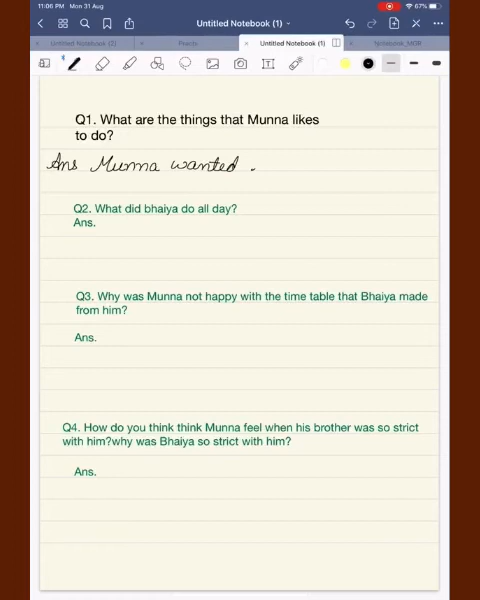 11:06 PM Mon 31 Aug
67%
Untitled Notebook (1)
Untitled Notebook (2)
Practs
Untitled Notebook (1)
Notebook_MOR
Q1. What are the things that Munna likes
to do?
Ans Munna wanted .
Q2. What did bhaiya do all day?
Ans.
Q3. Why was Munna not happy with the time table that Bhaiya made
from him?
Ans.
Q4. How do you think think Munna feel when his brother was so strict
with him?why was Bhaiya so strict with him?
Ans.